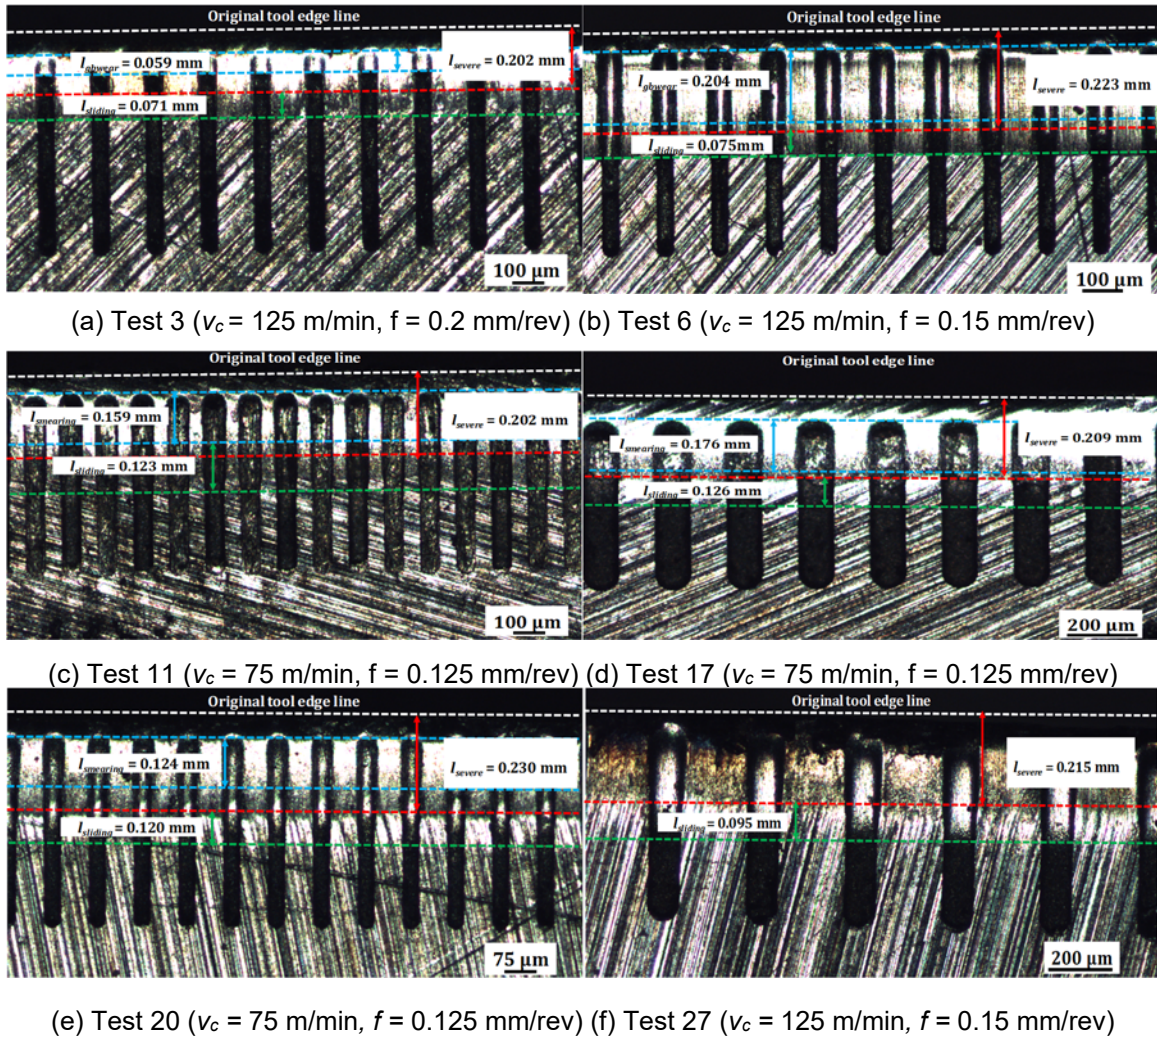 Original tool edge line
l_gbwear = 0.059 mm
l_severe = 0.202 mm
l_sliding = 0.071 mm
100 µm
Original tool edge line
l_gbwear = 0.204 mm
l_severe = 0.223 mm
l_sliding = 0.075mm
100 µm
(a) Test 3 (vc = 125 m/min, f = 0.2 mm/rev) (b) Test 6 (vc = 125 m/min, f = 0.15 mm/rev)
Original tool edge line
l_smearing = 0.159 mm
l_severe = 0.202 mm
l_sliding = 0.123 mm
100 µm
Original tool edge line
l_smearing = 0.176 mm
l_severe = 0.209 mm
l_sliding = 0.126 mm
200 µm
(c) Test 11 (vc = 75 m/min, f = 0.125 mm/rev) (d) Test 17 (vc = 75 m/min, f = 0.125 mm/rev)
Original tool edge line
l_smearing = 0.124 mm
l_severe = 0.230 mm
l_sliding = 0.120 mm
75 µm
Original tool edge line
l_severe = 0.215 mm
l_sliding = 0.095 mm
200 µm
(e) Test 20 (vc = 75 m/min, f = 0.125 mm/rev) (f) Test 27 (vc = 125 m/min, f = 0.15 mm/rev)